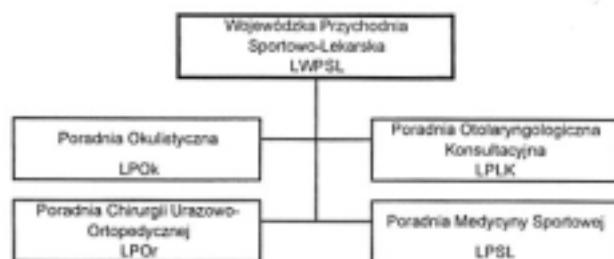 Wojewódzka Przychodnia
Sportowo-Lekarska
LWPSL
Poradnia Okulistyczna
LPOk
Poradnia Otolaryngologiczna
Konsultacyjna
LPLK
Poradnia Chirurgii Urazowo-
Ortopedycznej
LPOr
Poradnia Medycyny Sportowej
LPSL